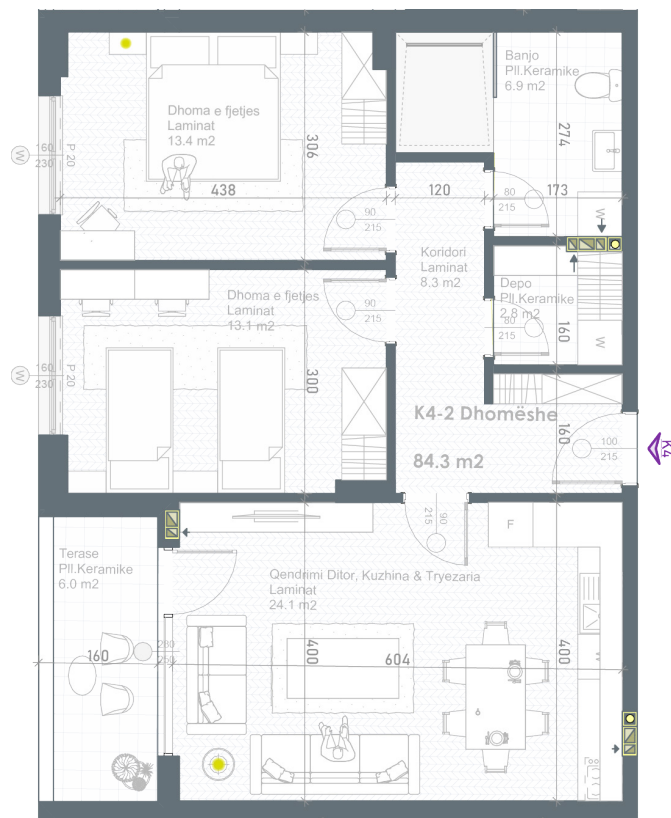 Banjo
Pll.Keramike
6.9 m2
Dhoma e fjetjes
Laminat
13.4 m2
306
274
160
230
P 20
W
438
120
80
215
173
90
215
W
Koridori
Laminat
8.3 m2
Depo
Pll.Keramike
2.8 m2
80
215
160
W
Dhoma e fjetjes
Laminat
13.1 m2
90
215
160
230
P 20
W
300
K4-2 Dhomëshe
84.3 m2
160
100
215
K4
90
215
F
Terase
Pll.Keramike
6.0 m2
Qendrimi Ditor, Kuzhina & Tryezaria
Laminat
24.1 m2
160
280
250
400
604
400